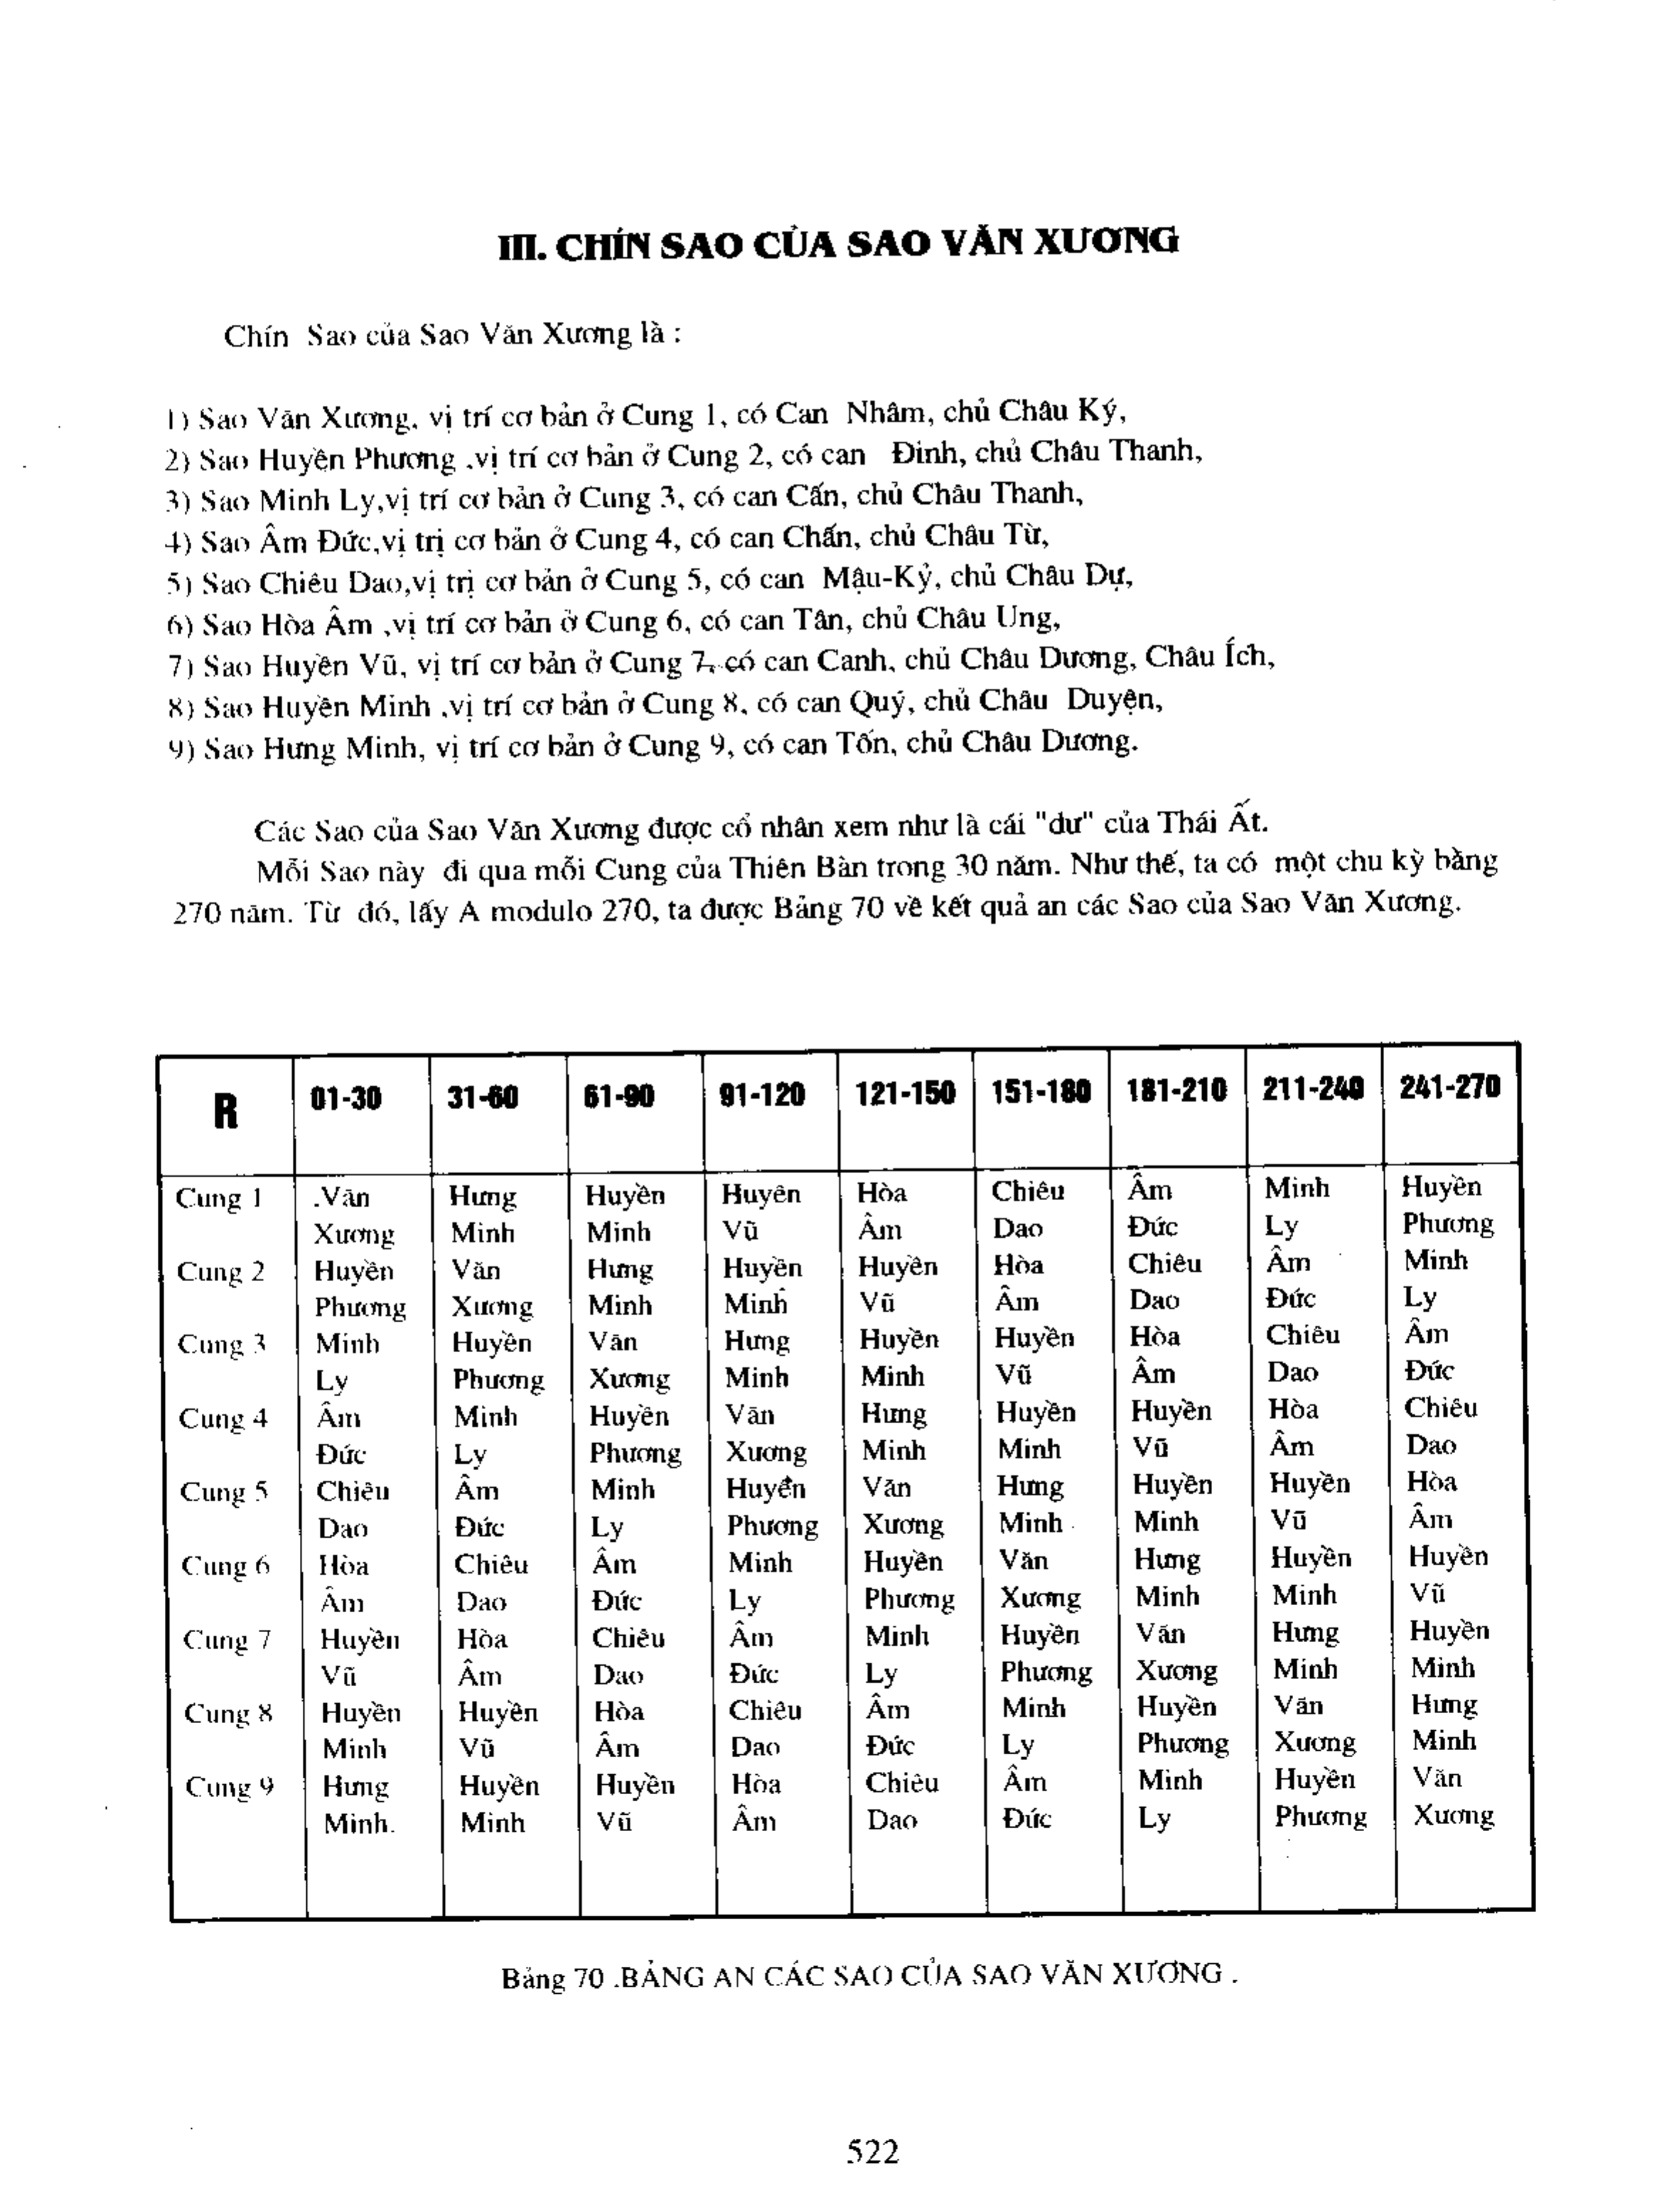 III. CHÍN SAO CỦA SAO VĂN XƯƠNG
Chín Sao của Sao Văn Xương là :
1) Sao Văn Xương, vị trí cơ bản ở Cung 1, có Can Nhâm, chủ Châu Ký,
2) Sao Huyền Phương .vị trí cơ bản ở Cung 2, có can Đinh, chủ Châu Thanh,
3) Sao Minh Ly,vị trí cơ bản ở Cung 3, có can Cấn, chủ Châu Thanh,
4) Sao Âm Đức,vị trị cơ bản ở Cung 4, có can Chấn, chủ Châu Từ,
5) Sao Chiêu Dao,vị trị cơ bản ở Cung 5, có can Mậu-Kỷ, chủ Châu Dự,
6) Sao Hòa Âm ,vị trí cơ bản ở Cung 6, có can Tân, chủ Châu Ung,
7) Sao Huyền Vũ, vị trí cơ bản ở Cung 7, có can Canh, chủ Châu Dương, Châu Ích,
8) Sao Huyền Minh ,vị trí cơ bản ở Cung 8, có can Quý, chủ Châu Duyện,
9) Sao Hưng Minh, vị trí cơ bản ở Cung 9, có can Tốn, chủ Châu Dương.
Các Sao của Sao Văn Xương được cổ nhân xem như là cái "dư" của Thái Ất.
Mỗi Sao này đi qua mỗi Cung của Thiên Bàn trong 30 năm. Như thế, ta có một chu kỳ bằng
270 năm. Từ đó, lấy A modulo 270, ta được Bảng 70 về kết quả an các Sao của Sao Văn Xương.
R 01-30 31-60 61-90 91-120 121-150 151-180 181-210 211-240 241-270
Cung 1 .Văn Hưng Huyền Huyên Hòa Chiêu Âm Minh Huyền
Xương Minh Minh Vũ Âm Dao Đức Ly Phương
Cung 2 Huyền Văn Hưng Huyền Huyền Hòa Chiêu Âm Minh
Phương Xương Minh Minh Vũ Âm Dao Đức Ly
Cung 3 Minh Huyền Văn Hưng Huyền Huyền Hòa Chiêu Âm
Ly Phương Xương Minh Minh Vũ Âm Dao Đức
Cung 4 Âm Minh Huyền Văn Hưng Huyền Huyền Hòa Chiêu
Đức Ly Phương Xương Minh Minh Vũ Âm Dao
Cung 5 Chiêu Âm Minh Huyền Văn Hưng Huyền Huyền Hòa
Dao Đức Ly Phương Xương Minh Minh Vũ Âm
Cung 6 Hòa Chiêu Âm Minh Huyền Văn Hưng Huyền Huyền
Âm Dao Đức Ly Phương Xương Minh Minh Vũ
Cung 7 Huyền Hòa Chiêu Âm Minh Huyền Văn Hưng Huyền
Vũ Âm Dao Đức Ly Phương Xương Minh Minh
Cung 8 Huyền Huyền Hòa Chiêu Âm Minh Huyền Văn Hưng
Minh Vũ Âm Dao Đức Ly Phương Xương Minh
Cung 9 Hưng Huyền Huyền Hòa Chiêu Âm Minh Huyền Văn
Minh. Minh Vũ Âm Dao Đức Ly Phương Xương
Bảng 70 .BẢNG AN CÁC SAO CỦA SAO VĂN XƯƠNG .
522